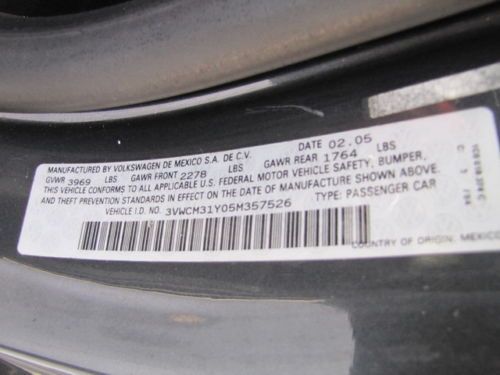 MANUFACTURED BY VOLKSWAGEN DE MEXICO S.A. DE C.V. DATE 02.05
GVWR 3969 LBS GAWR FRONT 2278 LBS GAWR REAR 1764 LBS
THIS VEHICLE CONFORMS TO ALL APPLICABLE U.S. FEDERAL MOTOR VEHICLE SAFETY, BUMPER,
AND THEFT PREVENTION STANDARDS IN EFFECT ON THE DATE OF MANUFACTURE SHOWN ABOVE.
VEHICLE I.D. NO. 3VWCM31Y05M357526 TYPE: PASSENGER CAR
COUNTRY OF ORIGIN: MEXICO